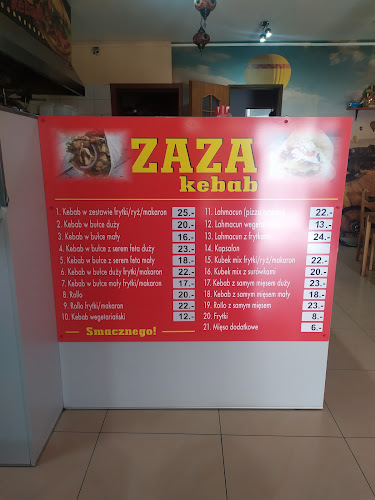 ZAZA
kebab
1. Kebab w zestawie frytki/ryż/makaron 25.-
2. Kebab w bułce duży 20.-
3. Kebab w bułce mały 16.-
4. Kebab w bułce z serem feta duży 23.-
5. Kebab w bułce z serem feta mały 18.-
6. Kebab w bułce duży frytki/makaron 22.-
7. Kebab w bułce mały frytki/makaron 17.-
8. Rollo 20.-
9. Rollo frytki/makaron 22.-
10. Kebab wegetariański 12.-
Smacznego!
11. Lahmacun 22.-
12. Lahmacun 13.-
13. Lahmacun z frytkami 24.-
14. Kapsalon
15. Kubek mix frytki/ryż/makaron 22.-
16. Kubek mix z surówkami 20.-
17. Kebab z samym mięsem duży 23.-
18. Kebab z samym mięsem mały 18.-
19. Rollo z samym mięsem 23.-
20. Frytki 8.-
21. Mięso dodatkowe 6.-